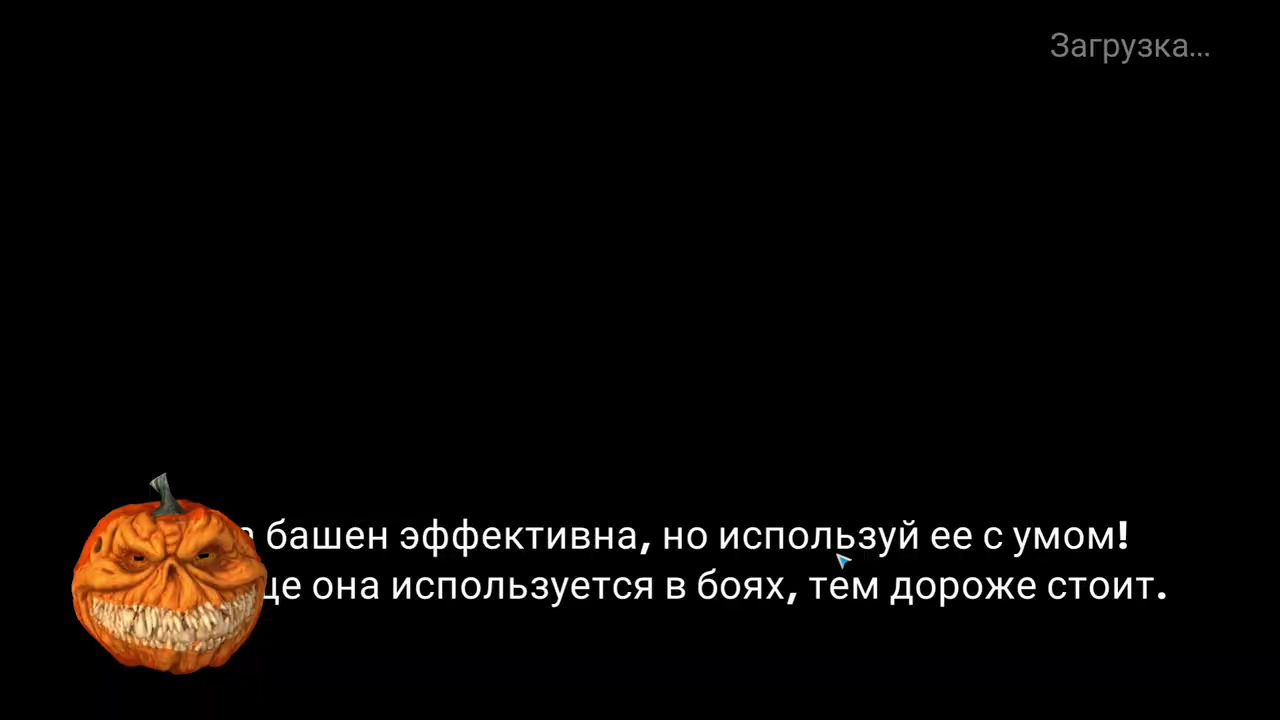 Загрузка...
башен эффективна, но используй ее с умом!
она используется в боях, тем дороже стоит.